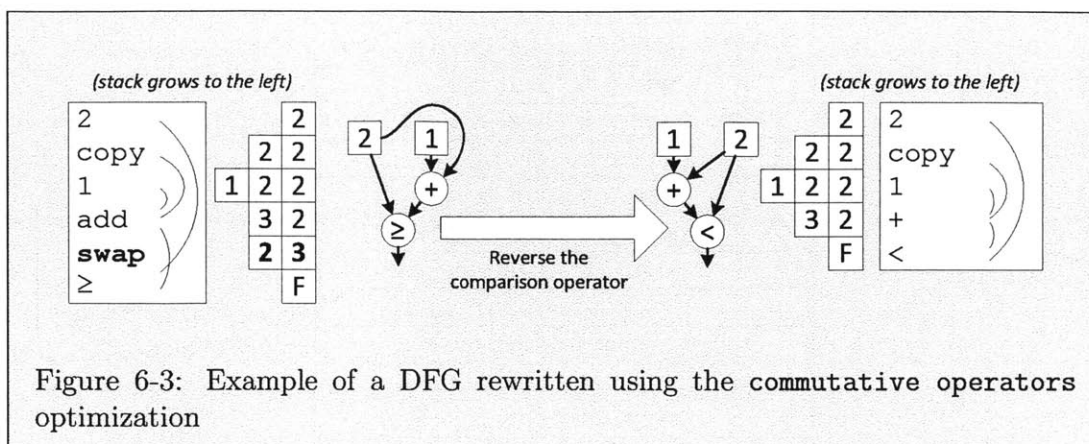 (stack grows to the left)
2
copy
1
add
swap
≥
2
2 2
1 2 2
3 2
2 3
F
2 1
+
≥
Reverse the
comparison operator
1 2
+
<
(stack grows to the left)
2
2 2
1 2 2
3 2
F
2
copy
1
+
<
Figure 6-3: Example of a DFG rewritten using the commutative operators
optimization